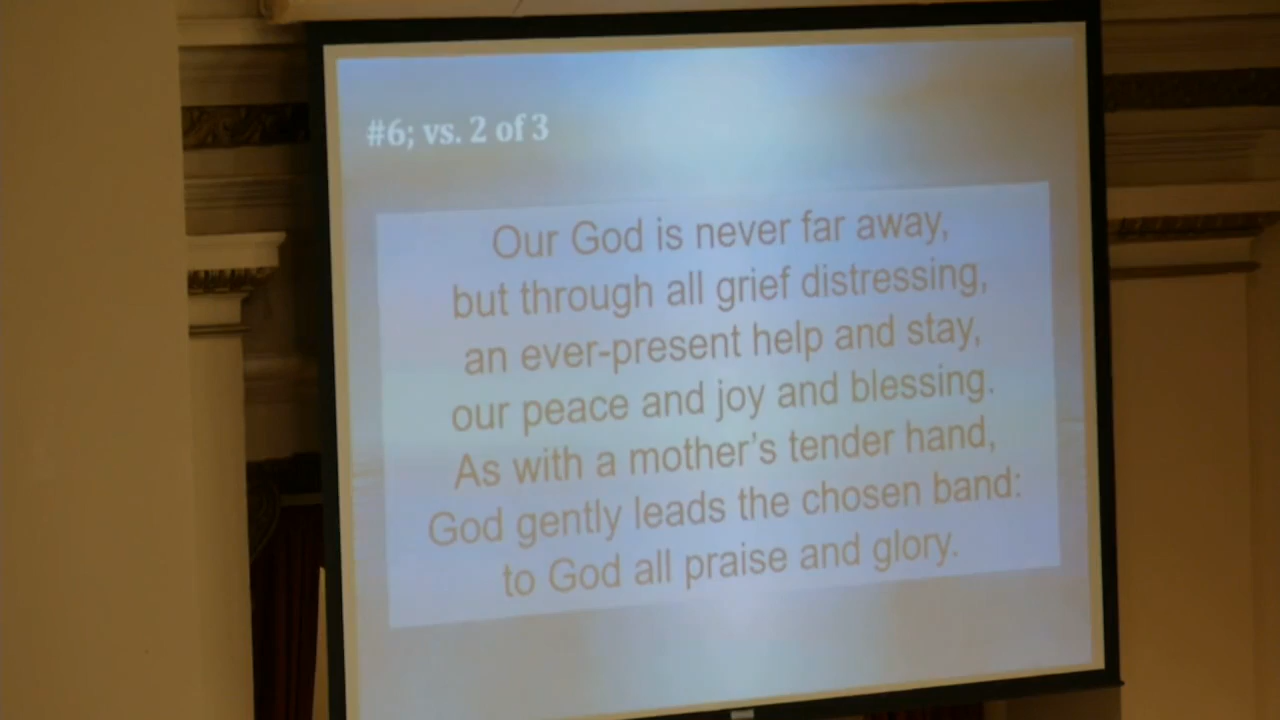 #6; vs. 2 of 3
Our God is never far away,
but through all grief distressing,
an ever-present help and stay,
our peace and joy and blessing.
As with a mother's tender hand,
God gently leads the chosen band:
to God all praise and glory.